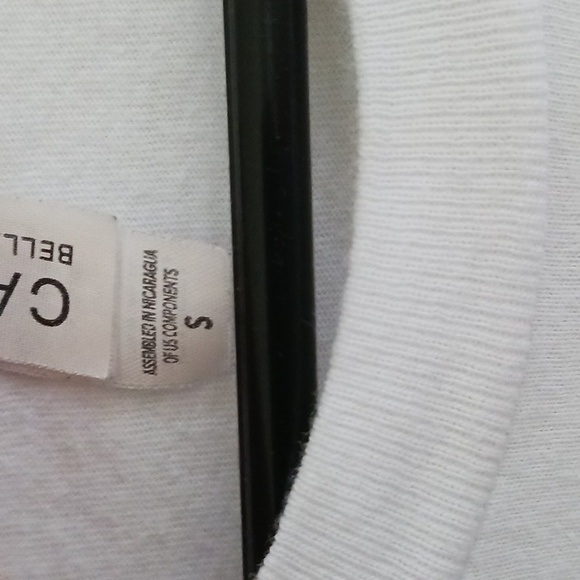 CA
BELL
ASSEMBLED IN NICARAGUA
OF US COMPONENTS
S